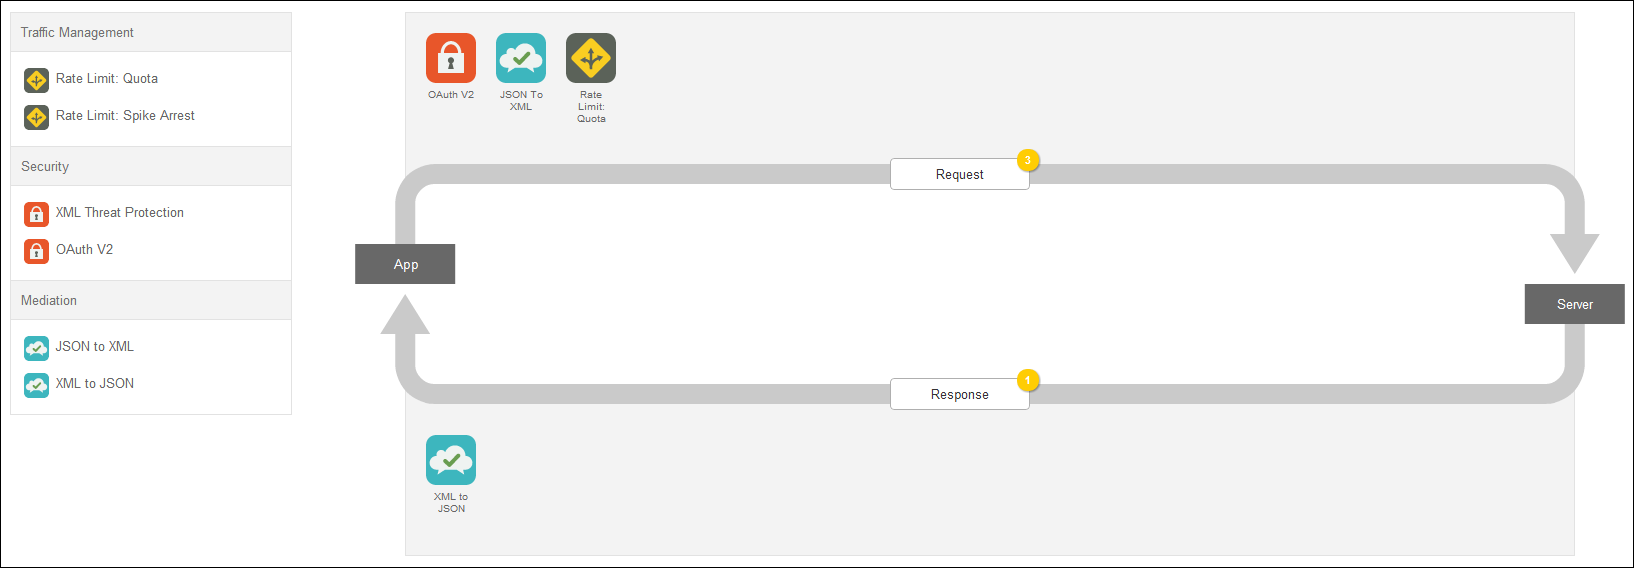 Traffic Management
Rate Limit: Quota
Rate Limit: Spike Arrest
Security
XML Threat Protection
OAuth V2
Mediation
JSON to XML
XML to JSON
OAuth V2
JSON To
XML
Rate
Limit:
Quota
Request
3
App
Server
Response
1
XML to
JSON